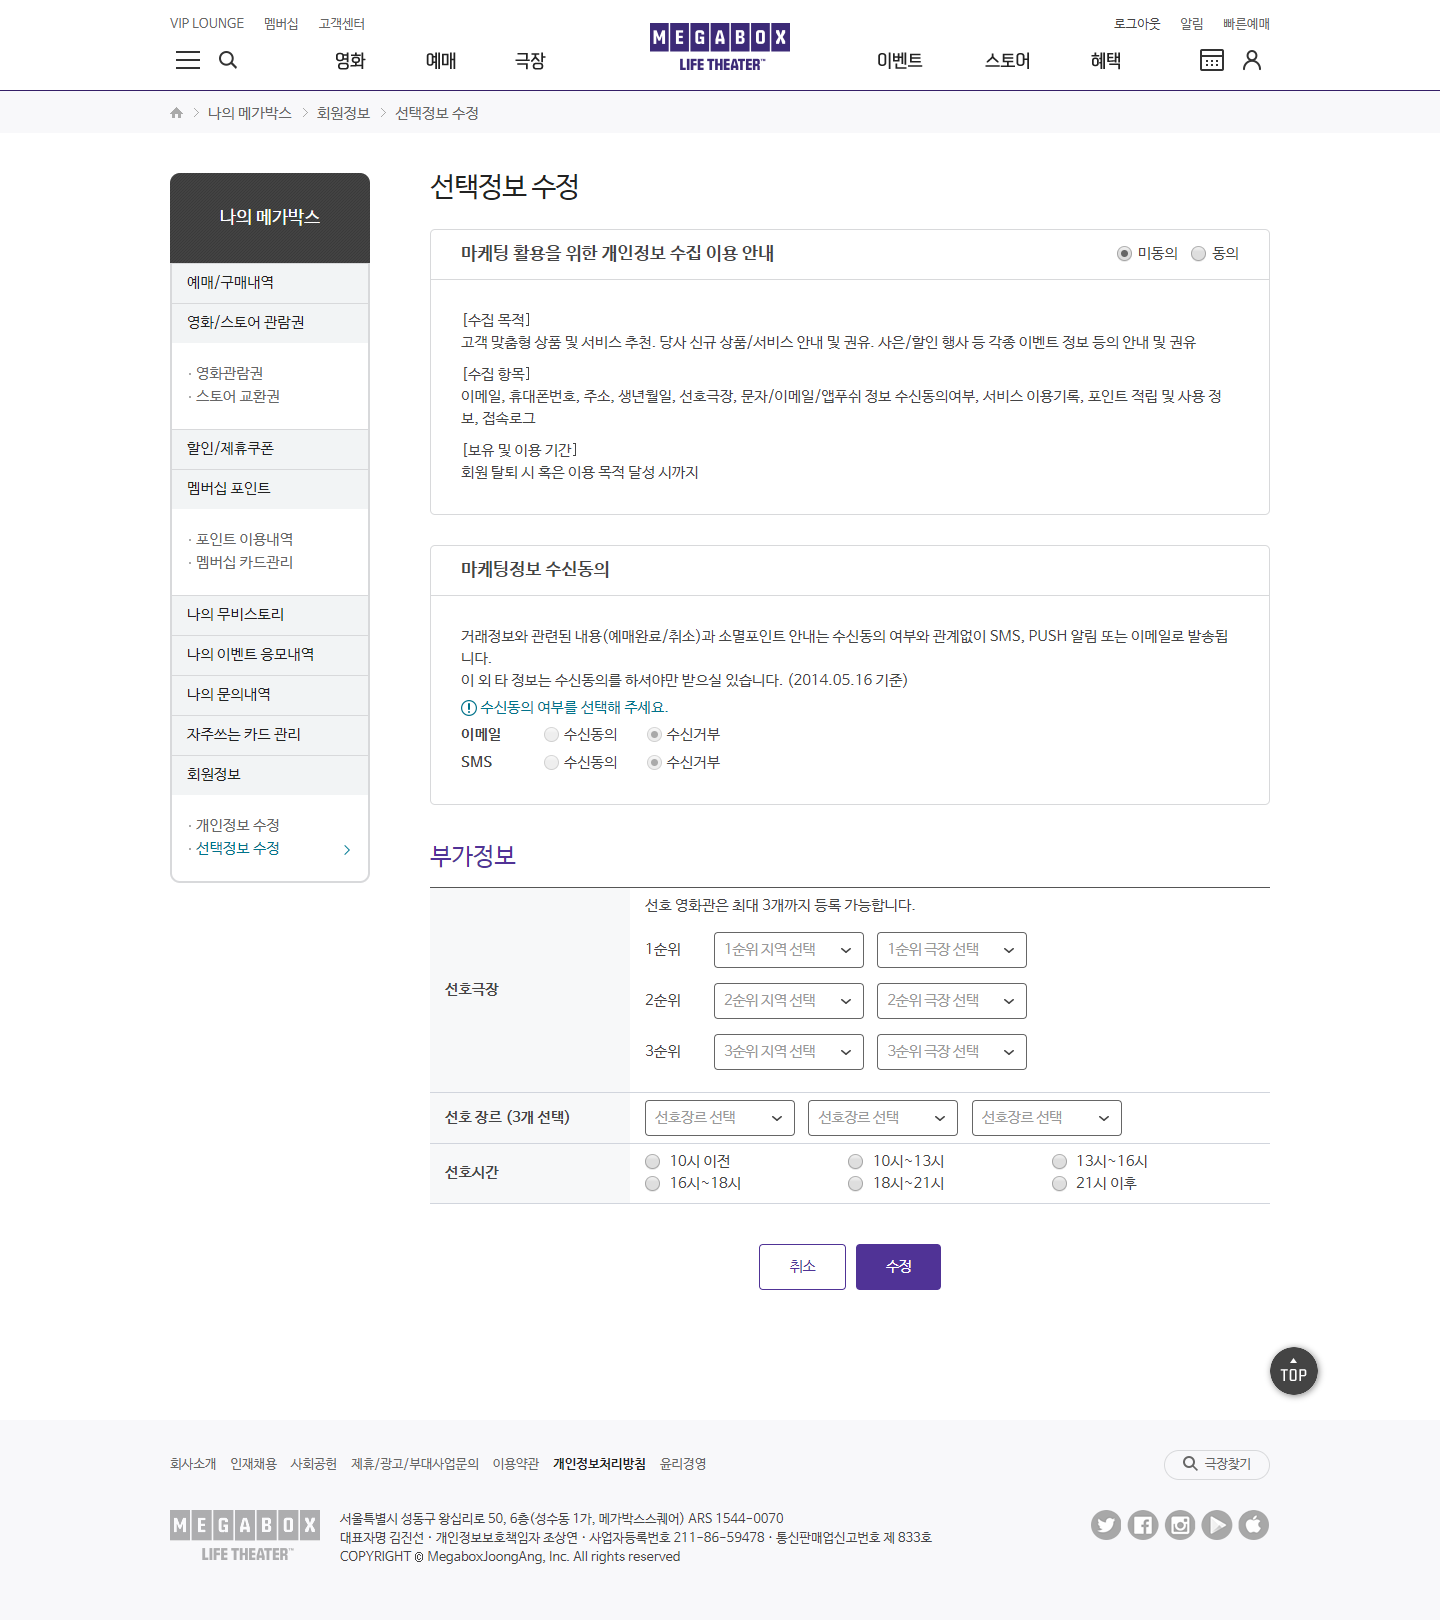 VIP LOUNGE 멤버십 고객센터
로그아웃 알림 빠른예매
영화 예매 극장
MEGABOX
LIFE THEATER™
이벤트 스토어 혜택
나의 메가박스 > 회원정보 > 선택정보 수정
나의 메가박스
예매/구매내역
영화/스토어 관람권
· 영화관람권
· 스토어 교환권
할인/제휴쿠폰
멤버십 포인트
· 포인트 이용내역
· 멤버십 카드관리
나의 무비스토리
나의 이벤트 응모내역
나의 문의내역
자주쓰는 카드 관리
회원정보
· 개인정보 수정
· 선택정보 수정
선택정보 수정
마케팅 활용을 위한 개인정보 수집 이용 안내
미동의 동의
[수집 목적]
고객 맞춤형 상품 및 서비스 추천. 당사 신규 상품/서비스 안내 및 권유. 사은/할인 행사 등 각종 이벤트 정보 등의 안내 및 권유
[수집 항목]
이메일, 휴대폰번호, 주소, 생년월일, 선호극장, 문자/이메일/앱푸쉬 정보 수신동의여부, 서비스 이용기록, 포인트 적립 및 사용 정
보, 접속로그
[보유 및 이용 기간]
회원 탈퇴 시 혹은 이용 목적 달성 시까지
마케팅정보 수신동의
거래정보와 관련된 내용(예매완료/취소)과 소멸포인트 안내는 수신동의 여부와 관계없이 SMS, PUSH 알림 또는 이메일로 발송됩
니다.
이 외 타 정보는 수신동의를 하셔야만 받으실 있습니다. (2014.05.16 기준)
수신동의 여부를 선택해 주세요.
이메일 수신동의 수신거부
SMS 수신동의 수신거부
부가정보
선호극장
선호 영화관은 최대 3개까지 등록 가능합니다.
1순위 1순위 지역 선택 1순위 극장 선택
2순위 2순위 지역 선택 2순위 극장 선택
3순위 3순위 지역 선택 3순위 극장 선택
선호 장르 (3개 선택) 선호장르 선택 선호장르 선택 선호장르 선택
선호시간
10시 이전 10시~13시 13시~16시
16시~18시 18시~21시 21시 이후
취소 수정
TOP
회사소개 인재채용 사회공헌 제휴/광고/부대사업문의 이용약관 개인정보처리방침 윤리경영
극장찾기
MEGABOX
LIFE THEATER™
서울특별시 성동구 왕십리로 50, 6층(성수동 1가, 메가박스스퀘어) ARS 1544-0070
대표자명 김진선 · 개인정보보호책임자 조상연 · 사업자등록번호 211-86-59478 · 통신판매업신고번호 제 833호
COPYRIGHT © MegaboxJoongAng, Inc. All rights reserved